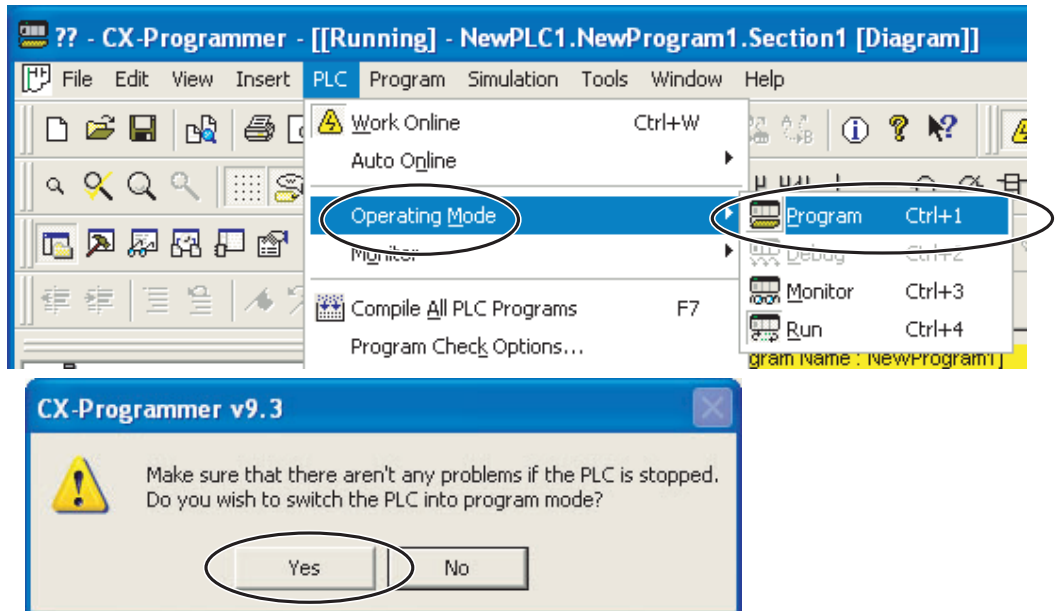 ?? - CX-Programmer - [[Running] - NewPLC1.NewProgram1.Section1 [Diagram]]
File Edit View Insert PLC Program Simulation Tools Window Help
Work Online Ctrl+W
Auto Online
Operating Mode
Program Ctrl+1
Monitor
Debug Ctrl+2
Monitor Ctrl+3
Compile All PLC Programs F7
Run Ctrl+4
Program Check Options...
gram Name : NewProgram1]
CX-Programmer v9.3
Make sure that there aren't any problems if the PLC is stopped.
Do you wish to switch the PLC into program mode?
Yes No